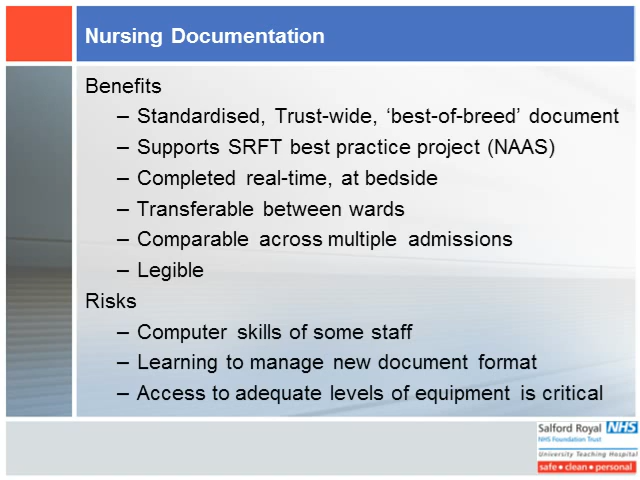 Nursing Documentation
Benefits
– Standardised, Trust-wide, ‘best-of-breed’ document
– Supports SRFT best practice project (NAAS)
– Completed real-time, at bedside
– Transferable between wards
– Comparable across multiple admissions
– Legible
Risks
– Computer skills of some staff
– Learning to manage new document format
– Access to adequate levels of equipment is critical
Salford Royal NHS
NHS Foundation Trust
University Teaching Hospital
safe • clean • personal